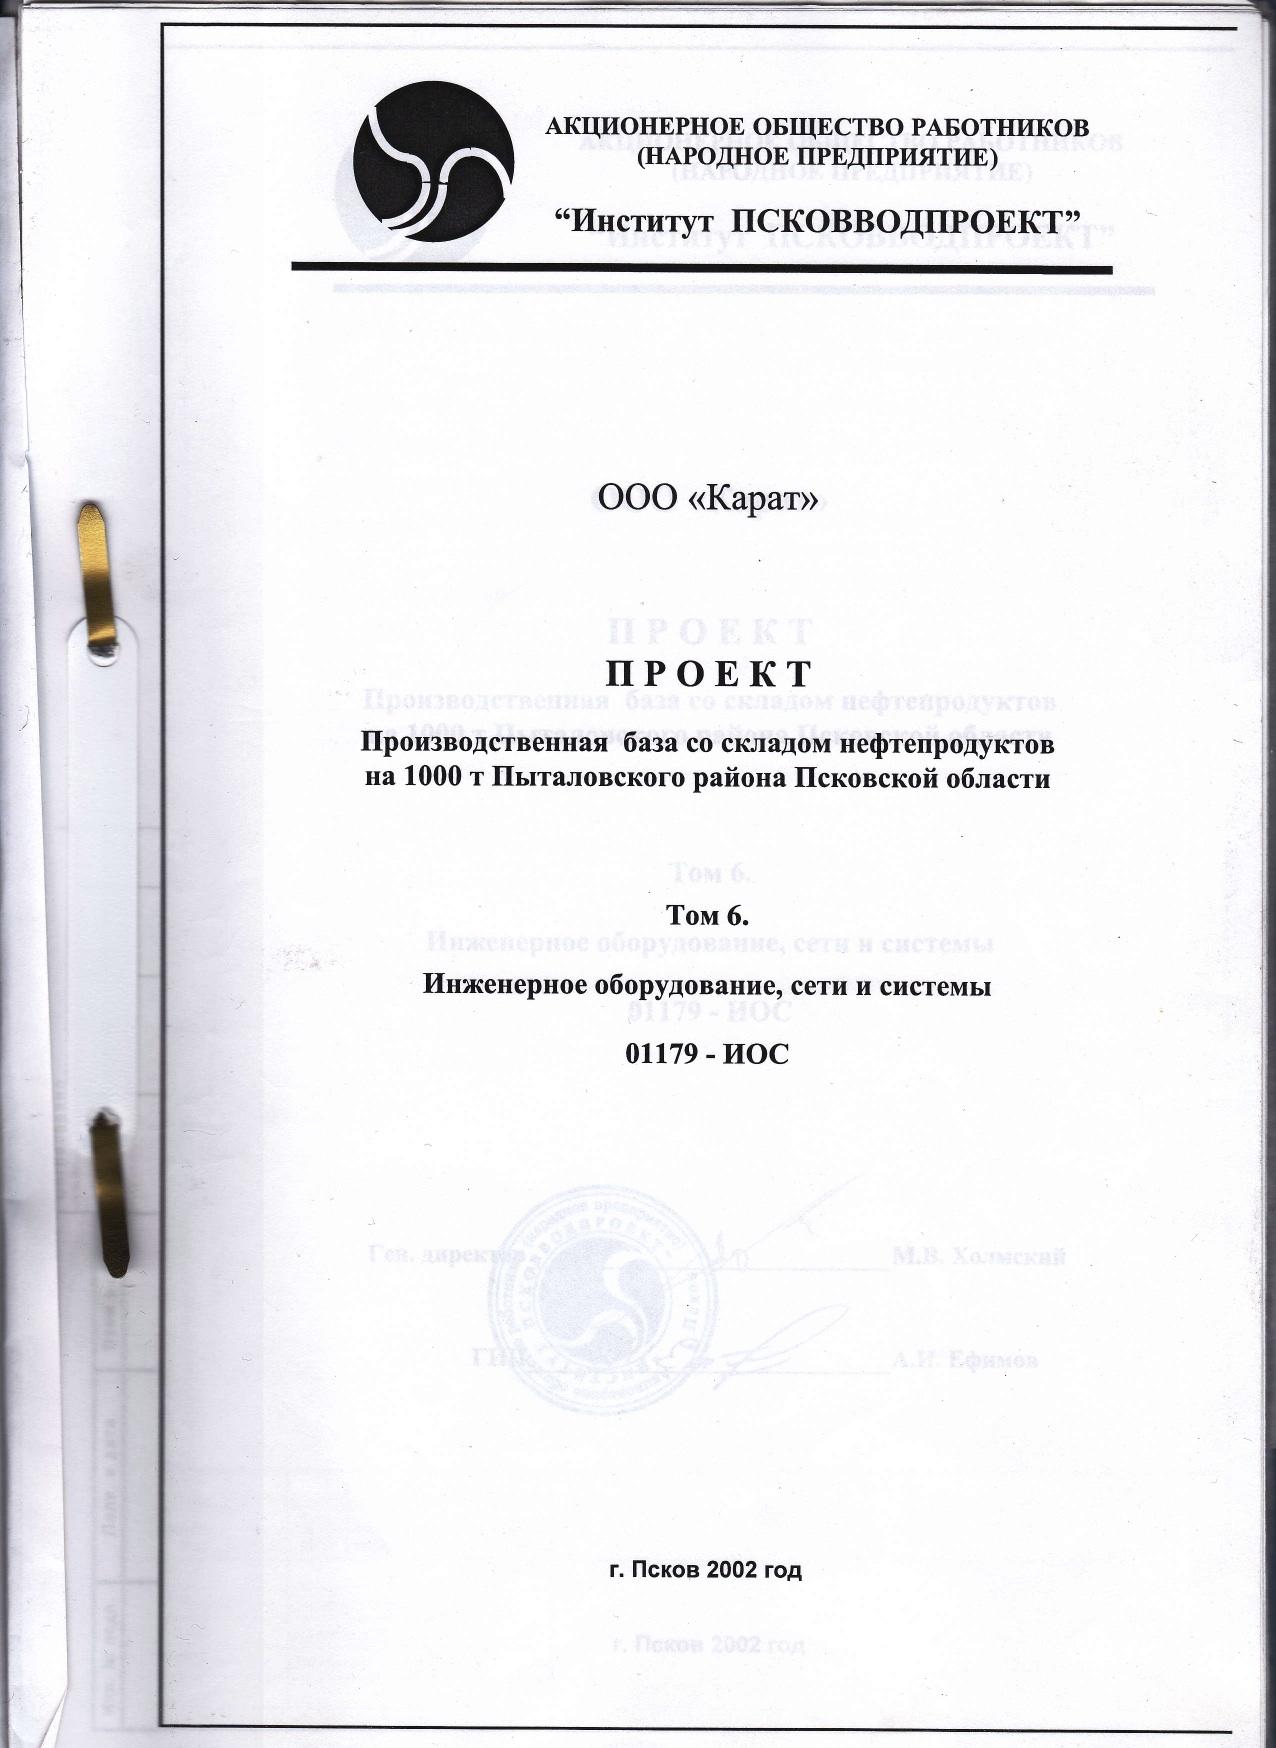 АКЦИОНЕРНОЕ ОБЩЕСТВО РАБОТНИКОВ
(НАРОДНОЕ ПРЕДПРИЯТИЕ)
“Институт ПСКОВВОДПРОЕКТ”
ООО «Карат»
П Р О Е К Т
Производственная база со складом нефтепродуктов
на 1000 т Пыталовского района Псковской области
Том 6.
Инженерное оборудование, сети и системы
01179 - ИОС
Ген. директор М.В. Холмский
ГИП А.И. Ефимов
г. Псков 2002 год